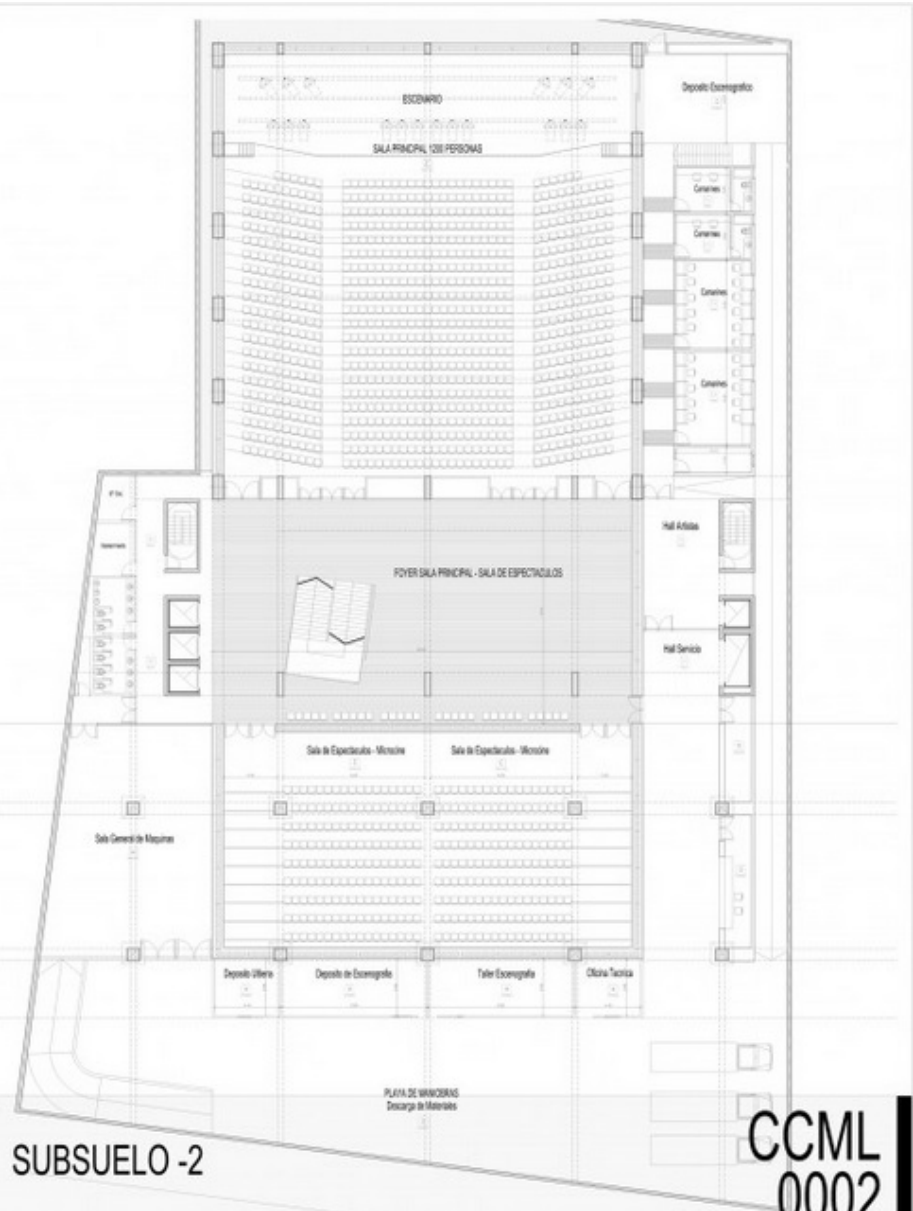 ESCENARIO
Deposito Escenografico
SALA PRINCIPAL 1200 PERSONAS
Camarines
Camarines
Camarines
Camarines
Hall Artistas
FOYER SALA PRINCIPAL - SALA DE ESPECTACULOS
Hall Servicio
Sala de Espectaculos - Microcine
Sala de Espectaculos - Microcine
Sala General de Maquinas
Deposito Utileria
Deposito de Escenografia
Taller Escenografia
Oficina Tecnica
PLAYA DE MANIOBRAS
Descarga de Materiales
SUBSUELO -2
CCML
0002